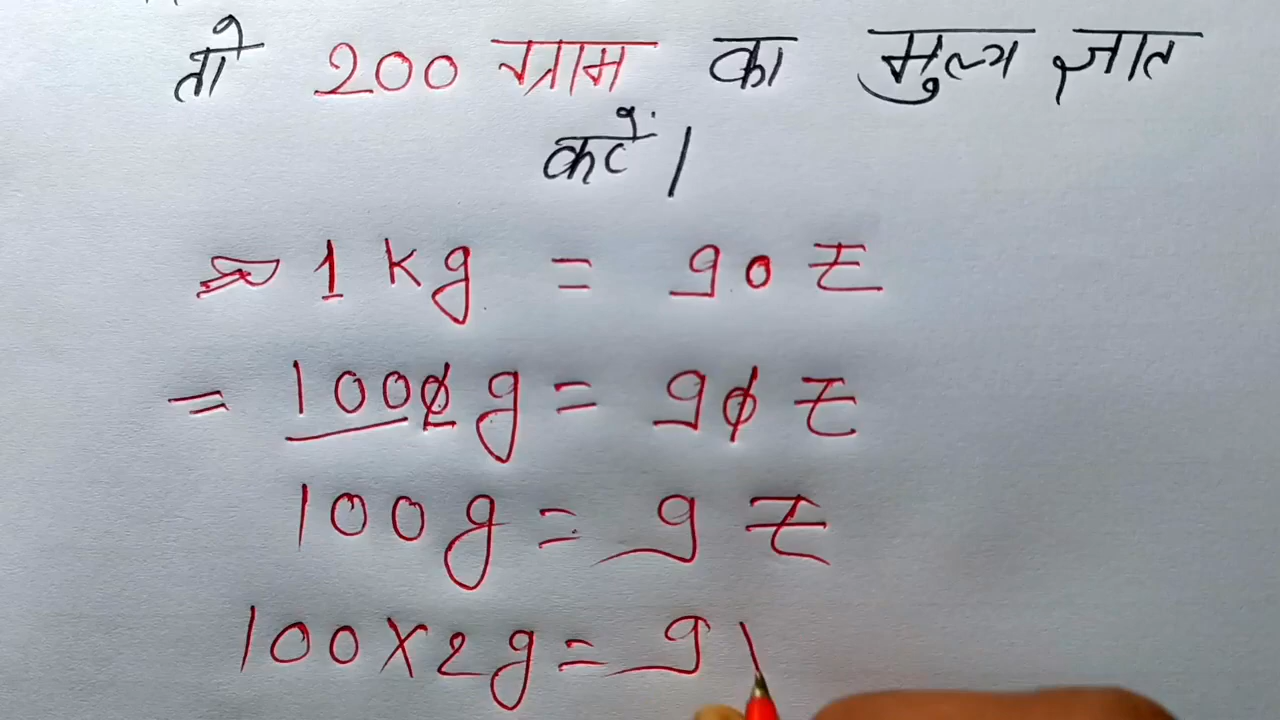 तो 200 ग्राम का मुल्य ज्ञात
करें।
⇒ 1 kg = 90 ₹
= 1000 g = 90 ₹
100 g = 9 ₹
100 X 2 g = 9